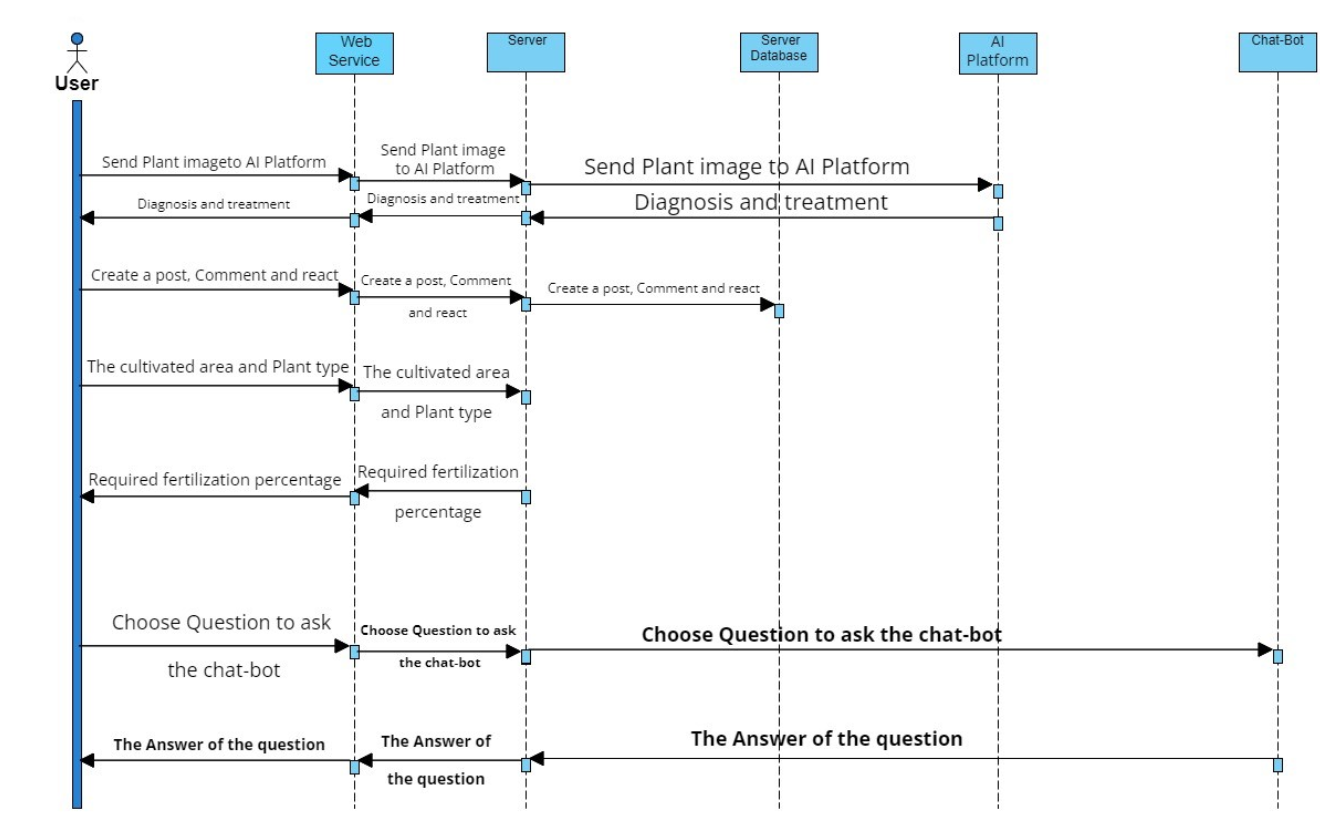 User
Web
Service
Server
Server
Database
AI
Platform
Chat-Bot
Send Plant imageto AI Platform
Send Plant image
to AI Platform
Send Plant image to AI Platform
Diagnosis and treatment
Diagnosis and treatment
Diagnosis and treatment
Create a post, Comment and react
Create a post, Comment
and react
Create a post, Comment and react
The cultivated area and Plant type
The cultivated area
and Plant type
Required fertilization percentage
Required fertilization
percentage
Choose Question to ask
the chat-bot
Choose Question to ask
the chat-bot
Choose Question to ask the chat-bot
The Answer of the question
The Answer of
the question
The Answer of the question